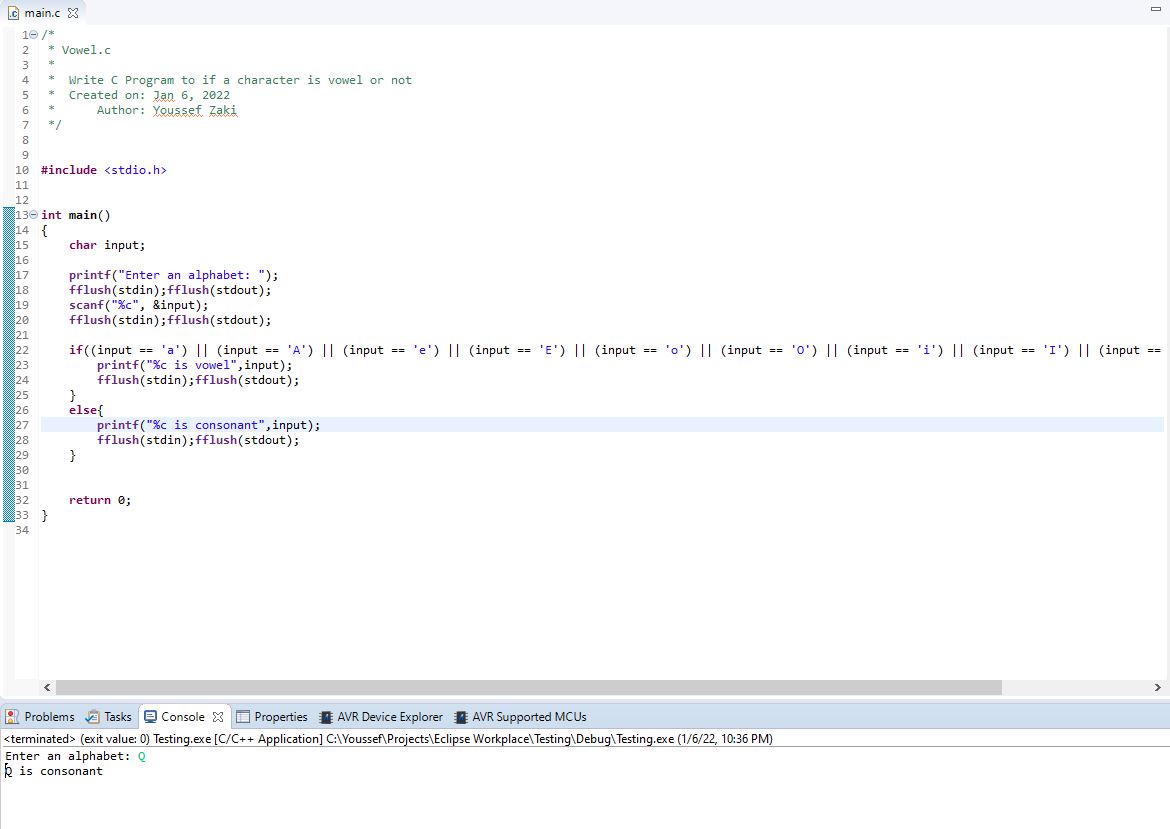 main.c
1 /*
2  * Vowel.c
3  *
4  *  Write C Program to if a character is vowel or not
5  *  Created on: Jan 6, 2022
6  *      Author: Youssef Zaki
7  */
8
9
10 #include <stdio.h>
11
12
13 int main()
14 {
15     char input;
16
17     printf("Enter an alphabet: ");
18     fflush(stdin);fflush(stdout);
19     scanf("%c", &input);
20     fflush(stdin);fflush(stdout);
21
22     if((input == 'a') || (input == 'A') || (input == 'e') || (input == 'E') || (input == 'o') || (input == 'O') || (input == 'i') || (input == 'I') || (input ==
23         printf("%c is vowel",input);
24         fflush(stdin);fflush(stdout);
25     }
26     else{
27         printf("%c is consonant",input);
28         fflush(stdin);fflush(stdout);
29     }
30
31
32     return 0;
33 }
34
Problems Tasks Console Properties AVR Device Explorer AVR Supported MCUs
<terminated> (exit value: 0) Testing.exe [C/C++ Application] C:\Youssef\Projects\Eclipse Workplace\Testing\Debug\Testing.exe (1/6/22, 10:36 PM)
Enter an alphabet: Q
Q is consonant